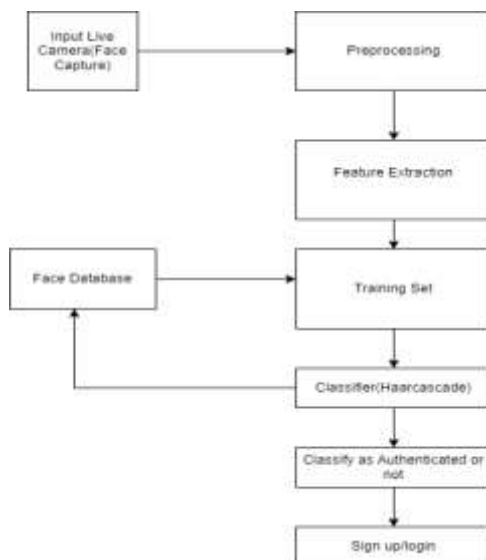 Input Live
Camera(Face
Capture)
Preprocessing
Feature Extraction
Face Database
Training Set
Classifier(Haarcascade)
Classify as Authenticated or
not
Sign up/login